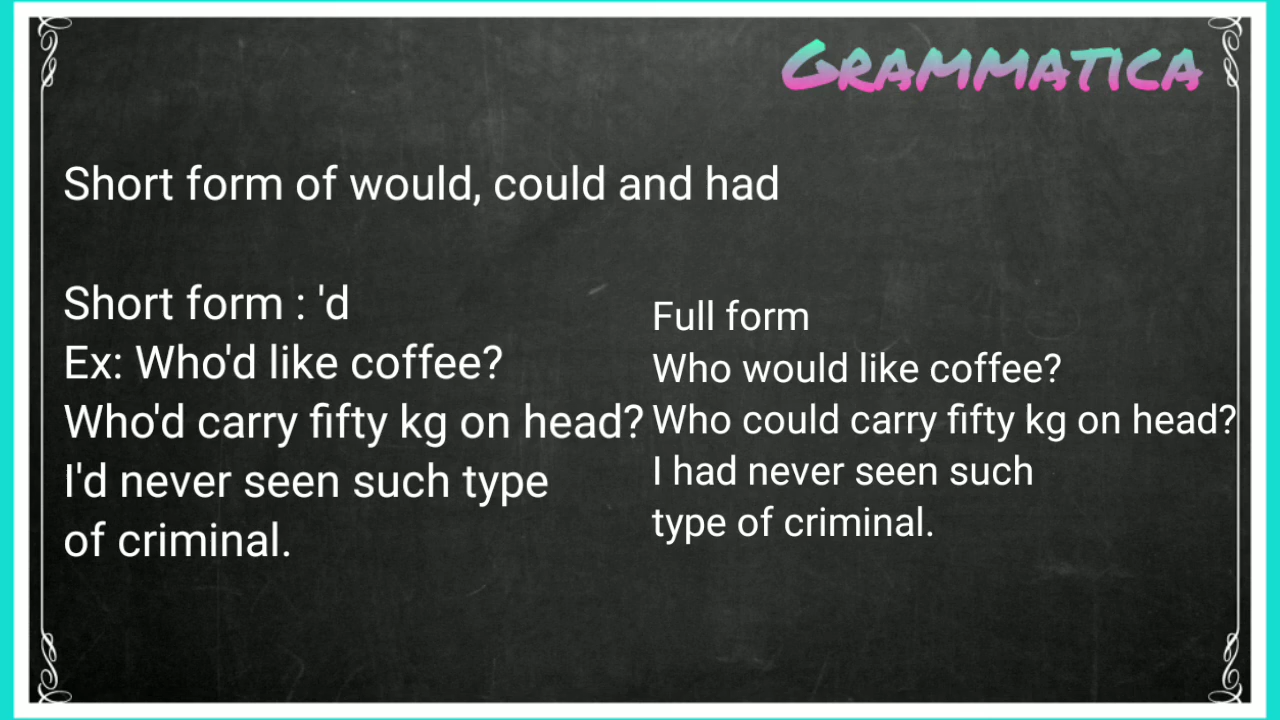 GRAMMATICA
Short form of would, could and had
Short form : 'd
Ex: Who'd like coffee?
Who'd carry fifty kg on head?
I'd never seen such type
of criminal.
Full form
Who would like coffee?
Who could carry fifty kg on head?
I had never seen such
type of criminal.